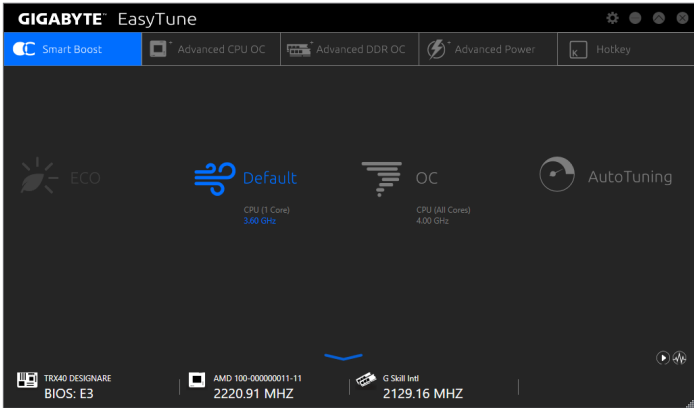 GIGABYTE™ EasyTune
Smart Boost
Advanced CPU OC
Advanced DDR OC
Advanced Power
K
Hotkey
ECO
Default
CPU (1 Core)
3.60 GHz
OC
CPU (All Cores)
4.00 GHz
AutoTuning
TRX40 DESIGNARE
BIOS: E3
AMD 100-000000011-11
2220.91 MHZ
G Skill Intl
2129.16 MHZ